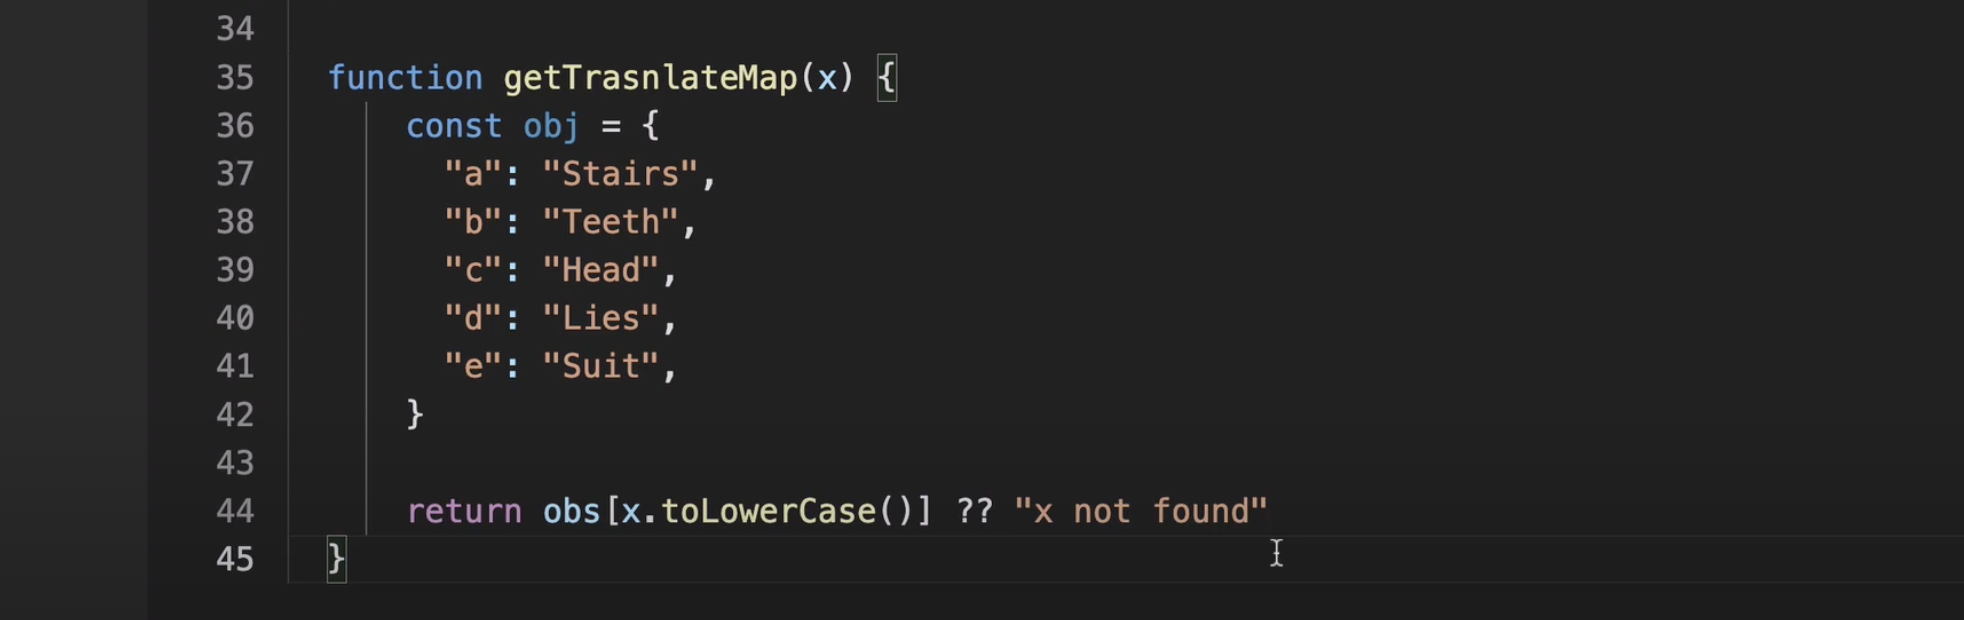 34
35 function getTrasnlateMap(x) {
36 const obj = {
37 "a": "Stairs",
38 "b": "Teeth",
39 "c": "Head",
40 "d": "Lies",
41 "e": "Suit",
42 }
43
44 return obs[x.toLowerCase()] ?? "x not found"
45 }